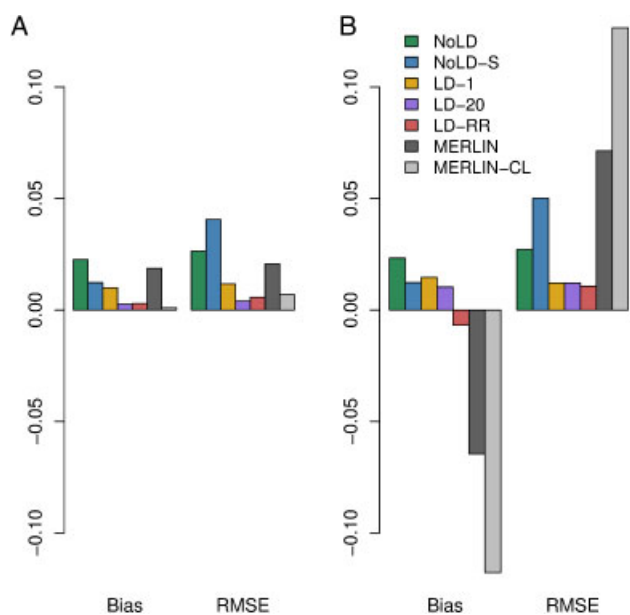 A
B
NoLD
NoLD-S
LD-1
LD-20
LD-RR
MERLIN
MERLIN-CL
0.10
0.05
0.00
-0.05
-0.10
0.10
0.05
0.00
-0.05
-0.10
Bias RMSE
Bias RMSE